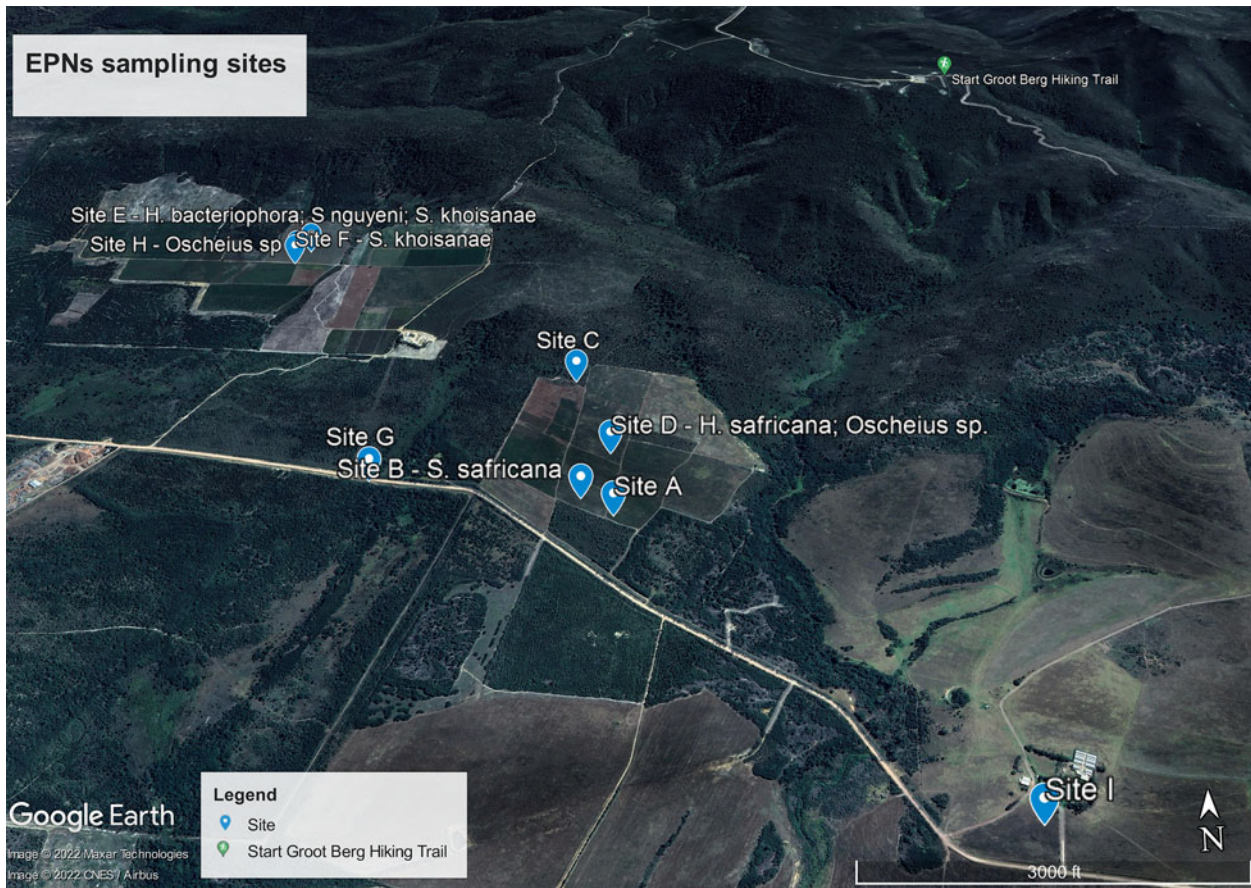 EPNs sampling sites
Start Groot Berg Hiking Trail
Site E - H. bacteriophora; S nguyeni; S. khoisanae
Site H - Oscheius sp
Site F - S. khoisanae
Site C
Site D - H. safricana; Oscheius sp.
Site G
Site B - S. safricana
Site A
Site I
Legend
Site
Start Groot Berg Hiking Trail
Google Earth
Image © 2022 Maxar Technologies
Image © 2022 CNES / Airbus
N
3000 ft